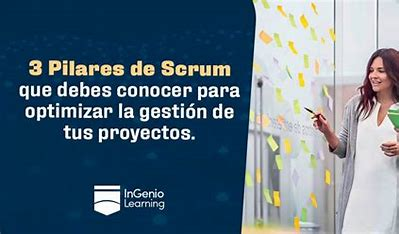 3 Pilares de Scrum
que debes conocer para
optimizar la gestión de
tus proyectos.
InGenio
Learning